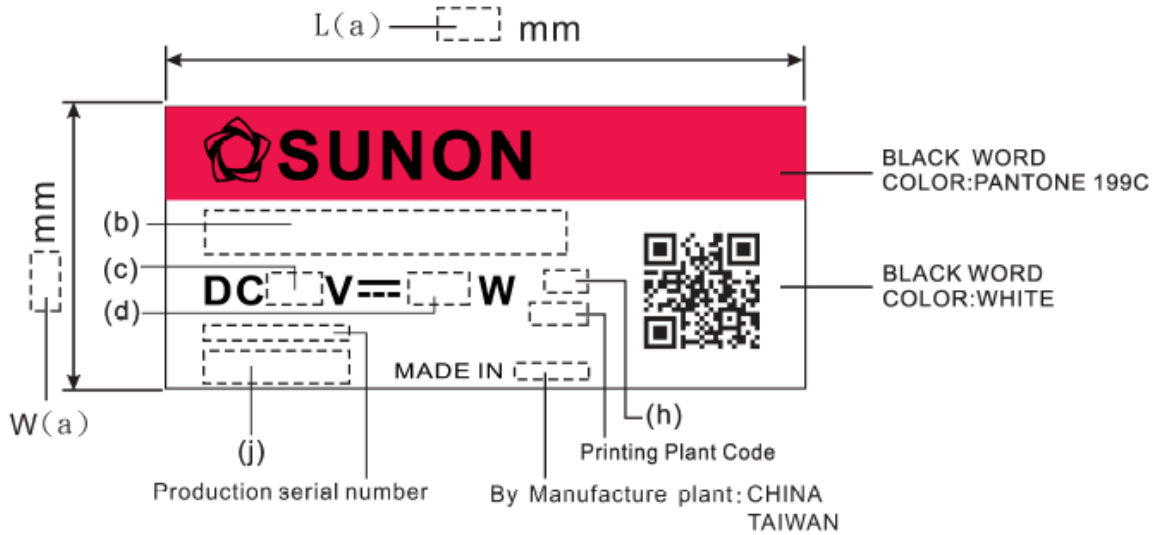 L(a) mm
SUNON
BLACK WORD
COLOR:PANTONE 199C
mm
(b)
(c)
DC V W
(d)
BLACK WORD
COLOR:WHITE
MADE IN
W(a)
(j)
(h)
Printing Plant Code
Production serial number
By Manufacture plant: CHINA
TAIWAN